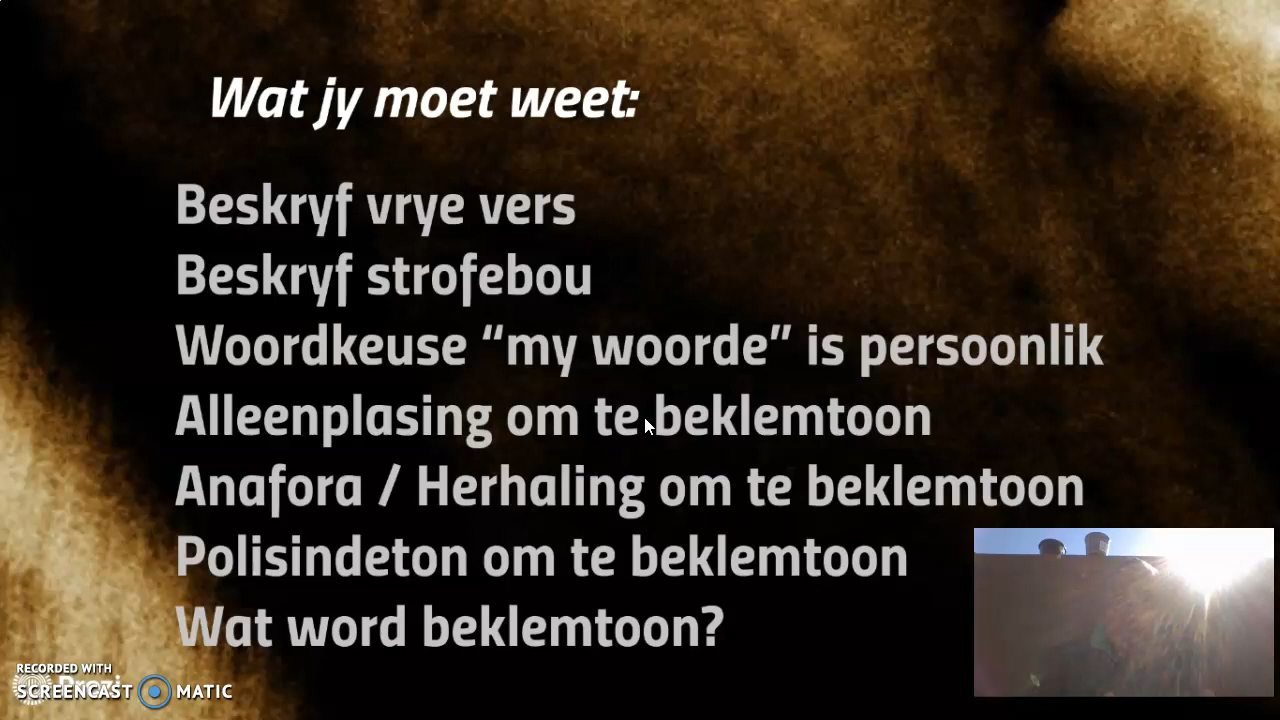 Wat jy moet weet:
Beskryf vrye vers
Beskryf strofebou
Woordkeuse “my woorde” is persoonlik
Alleenplasing om te beklemtoon
Anafora / Herhaling om te beklemtoon
Polisindeton om te beklemtoon
Wat word beklemtoon?
RECORDED WITH
SCREENCAST MATIC
Prezi